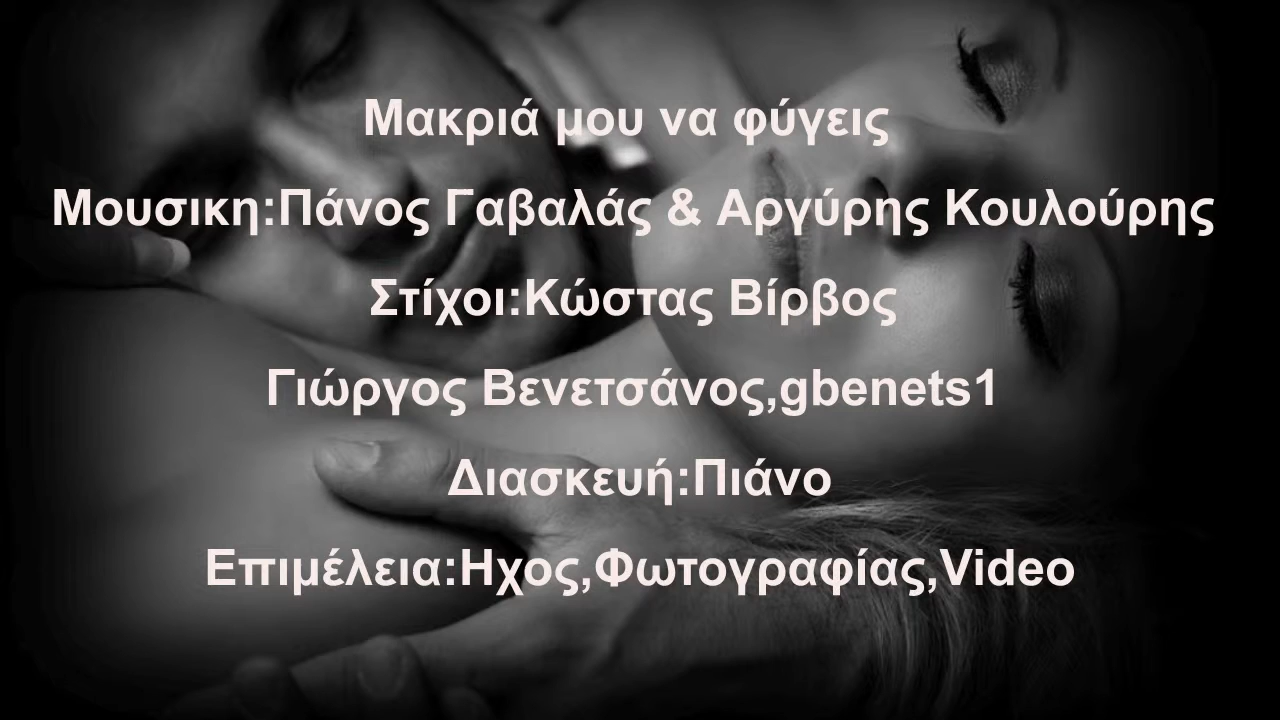 Μακριά μου να φύγεις
Μουσικη:Πάνος Γαβαλάς & Αργύρης Κουλούρης
Στίχοι:Κώστας Βίρβος
Γιώργος Βενετσάνος,gbenets1
Διασκευή:Πιάνο
Επιμέλεια:Ηχος,Φωτογραφίας,Video